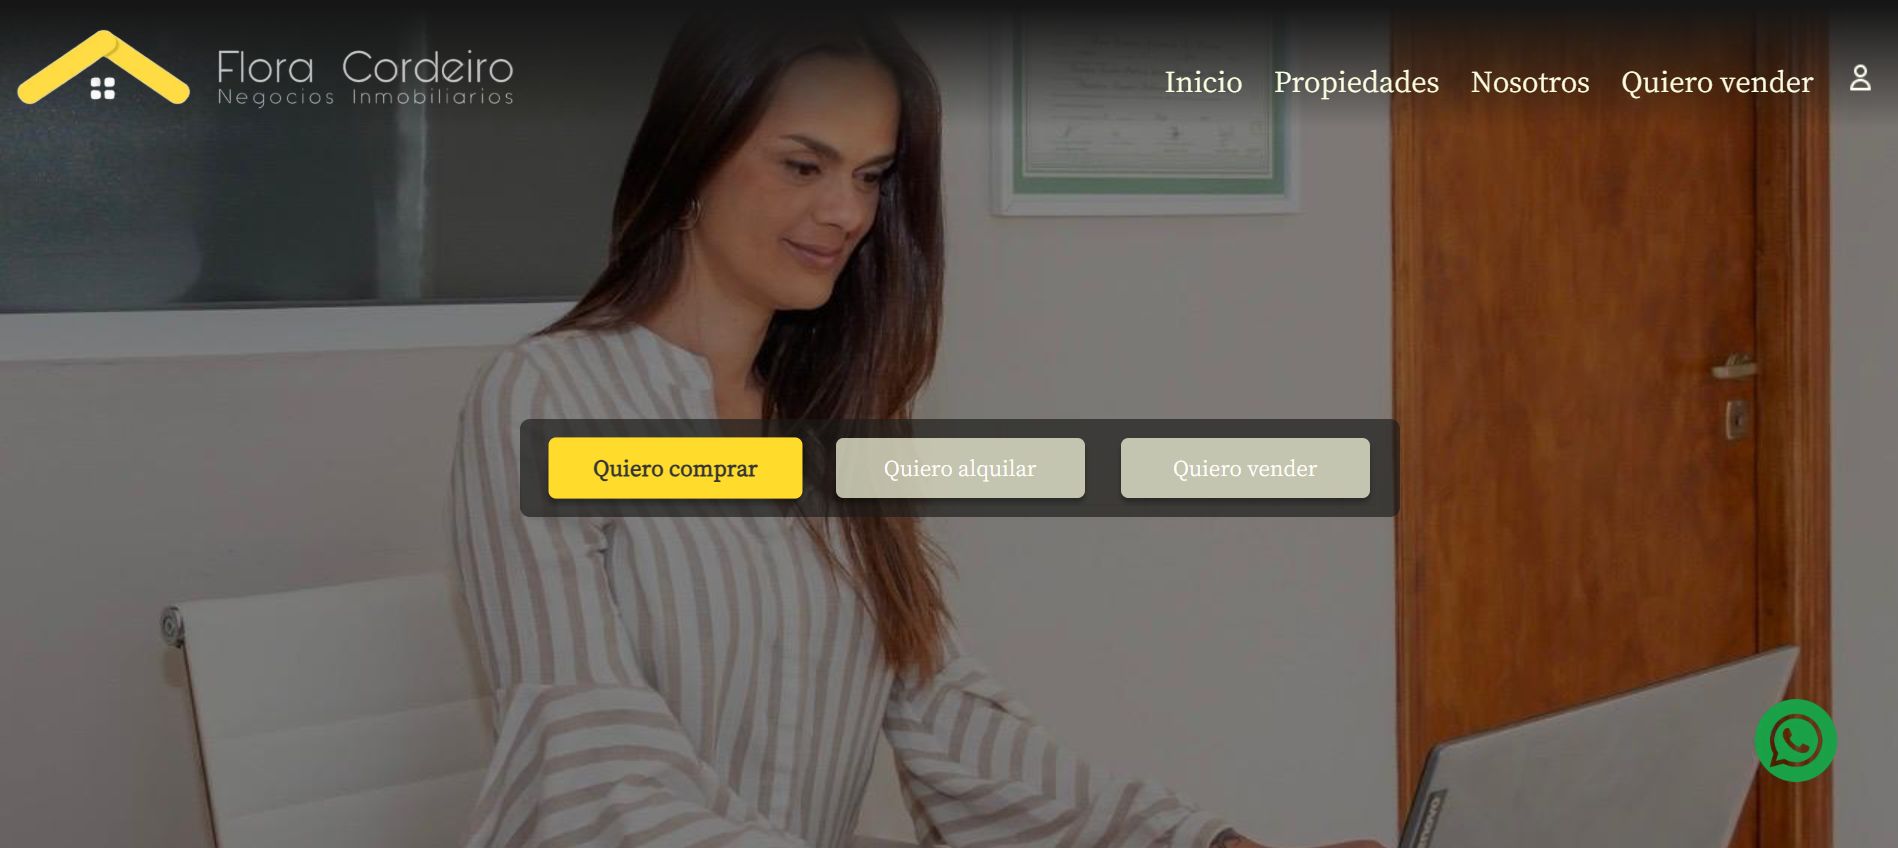 Flora Cordeiro
Negocios Inmobiliarios
Inicio Propiedades Nosotros Quiero vender
Quiero comprar Quiero alquilar Quiero vender